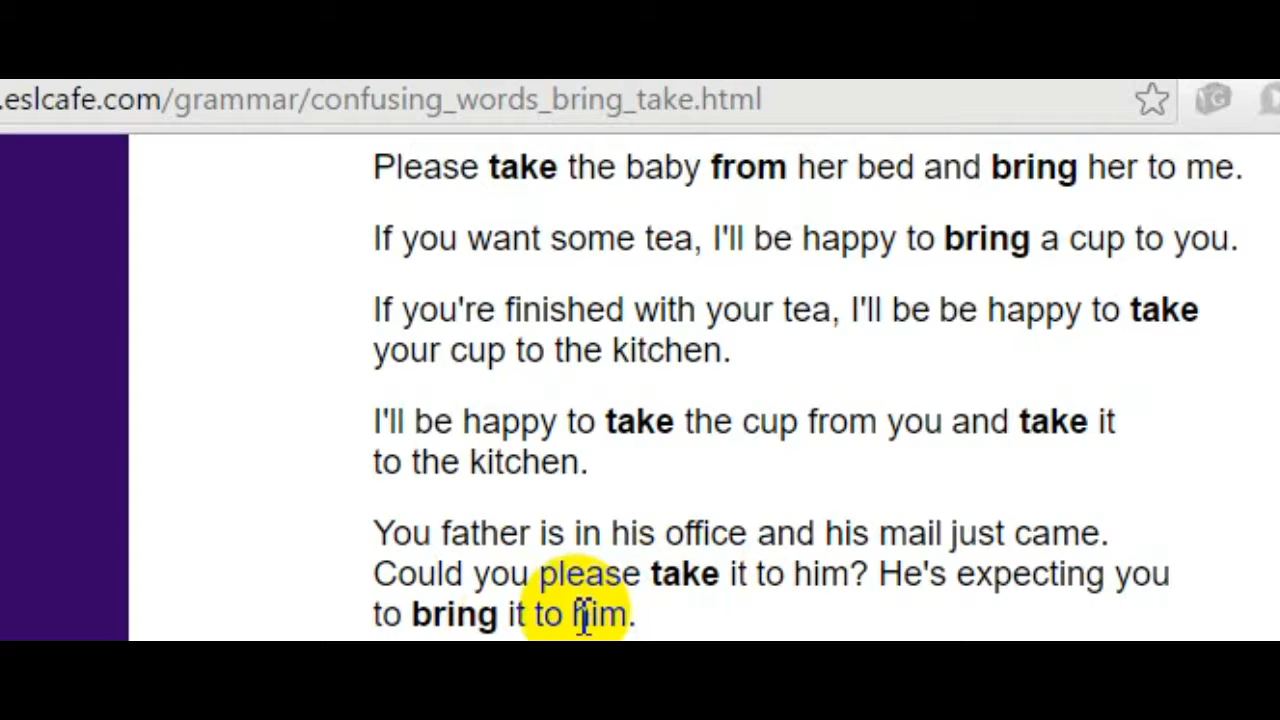 .eslcafe.com/grammar/confusing_words_bring_take.html
Please take the baby from her bed and bring her to me.
If you want some tea, I'll be happy to bring a cup to you.
If you're finished with your tea, I'll be be happy to take
your cup to the kitchen.
I'll be happy to take the cup from you and take it
to the kitchen.
You father is in his office and his mail just came.
Could you please take it to him? He's expecting you
to bring it to him.